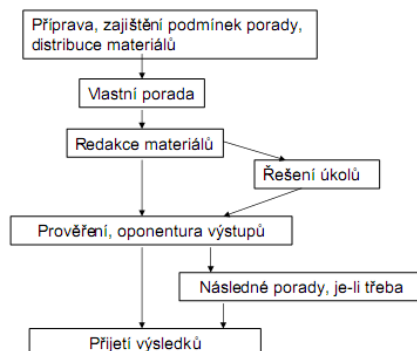 Příprava, zajištění podmínek porady,
distribuce materiálů
Vlastní porada
Redakce materiálů
Řešení úkolů
Prověření, oponentura výstupů
Následné porady, je-li třeba
Přijetí výsledků